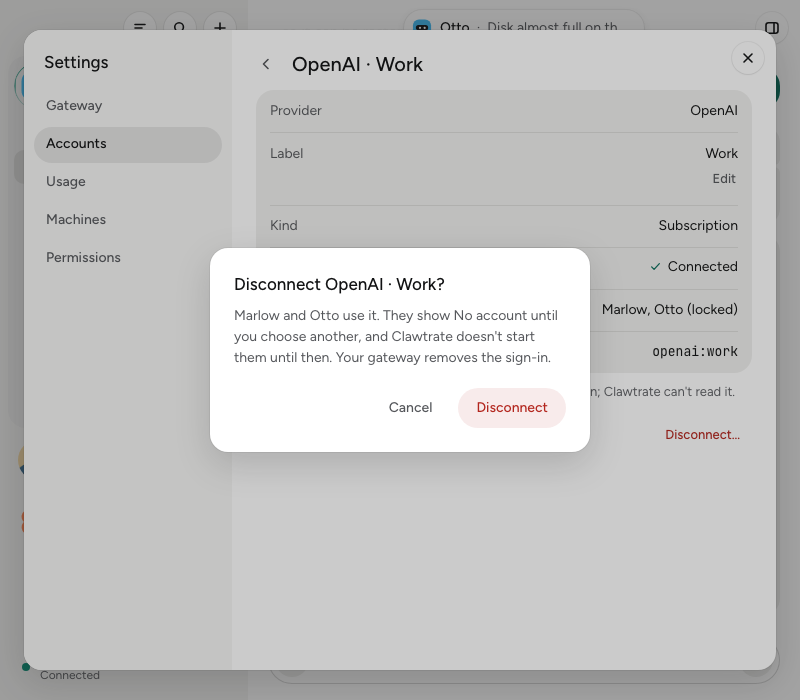 Otto · Disk almost full on th
Settings
Gateway
Accounts
Usage
Machines
Permissions
OpenAI · Work
Provider OpenAI
Label Work
Edit
Kind Subscription
Connected
Marlow, Otto (locked)
openai:work
n; Clawtrate can't read it.
Disconnect...
Disconnect OpenAI · Work?
Marlow and Otto use it. They show No account until
you choose another, and Clawtrate doesn't start
them until then. Your gateway removes the sign-in.
Cancel Disconnect
Connected